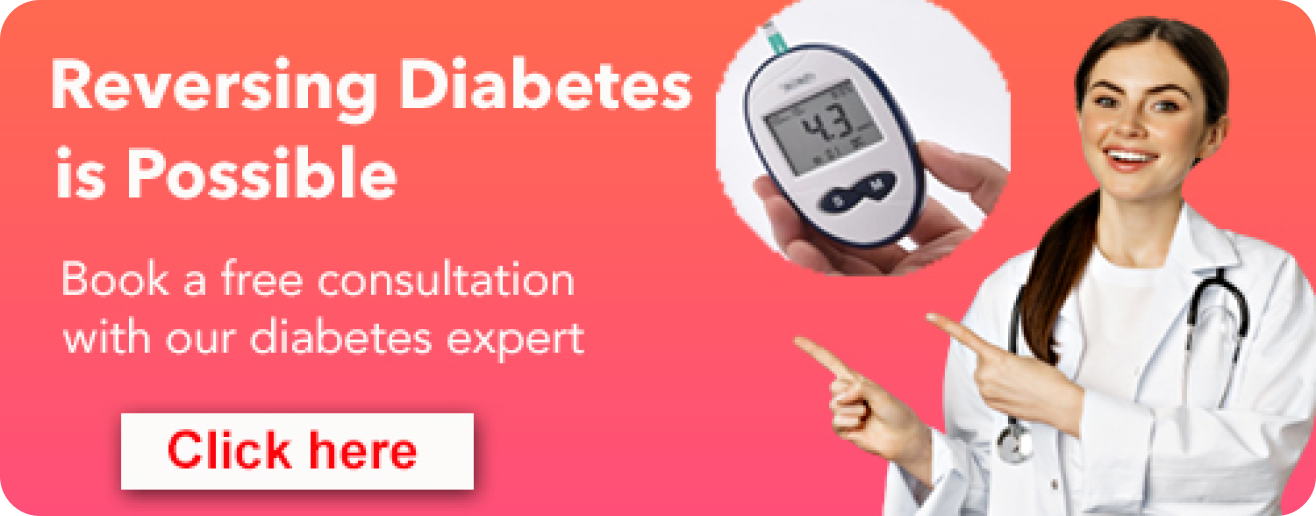 Reversing Diabetes
is Possible
Book a free consultation
with our diabetes expert
Click here
4.3
S M